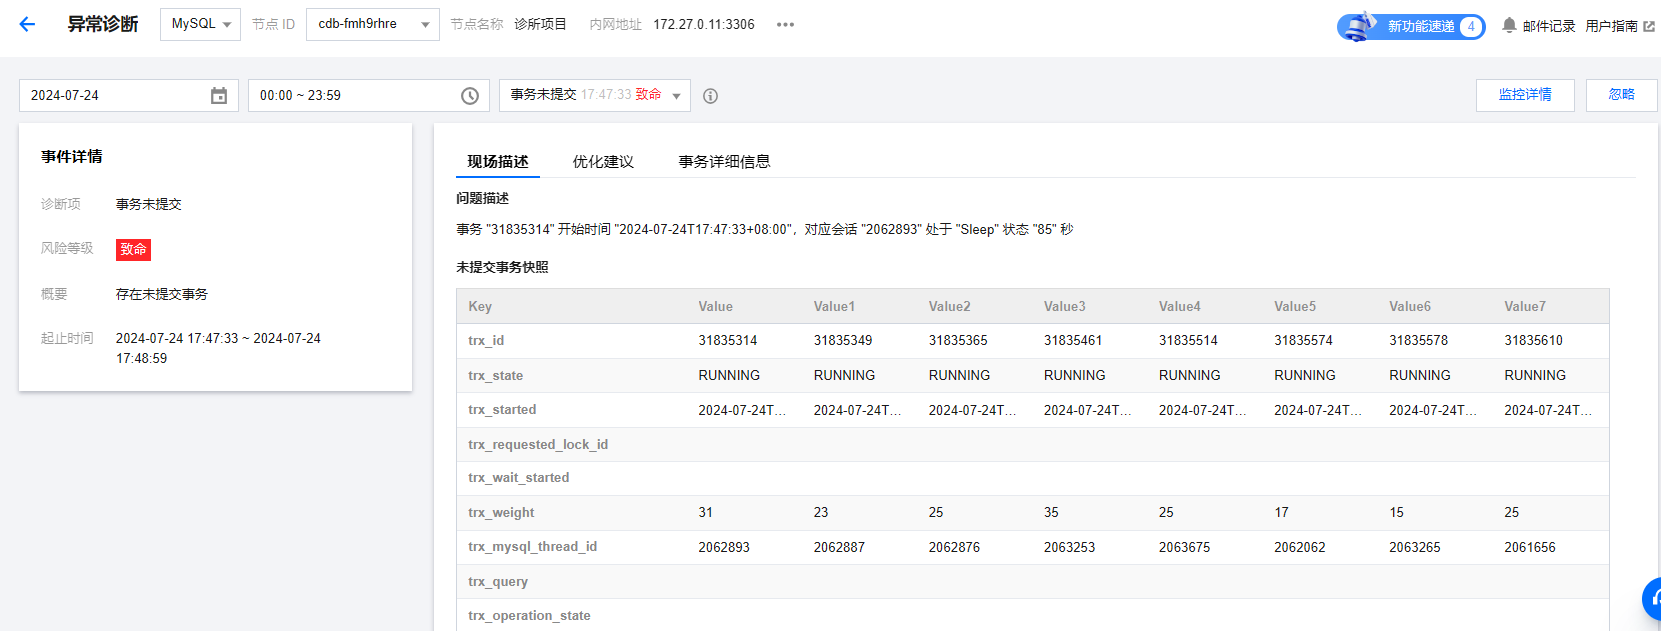 异常诊断 MySQL 节点 ID cdb-fmh9rhre 节点名称 诊所项目 内网地址 172.27.0.11:3306 ••• 新功能速递 4 邮件记录 用户指南
2024-07-24 00:00 ~ 23:59 事务未提交 17:47:33 致命 监控详情 忽略
事件详情
诊断项 事务未提交
风险等级 致命
概要 存在未提交事务
起止时间 2024-07-24 17:47:33 ~ 2024-07-24
17:48:59
现场描述 优化建议 事务详细信息
问题描述
事务 "31835314" 开始时间 "2024-07-24T17:47:33+08:00"，对应会话 "2062893" 处于 "Sleep" 状态 "85" 秒
未提交事务快照
Key Value Value1 Value2 Value3 Value4 Value5 Value6 Value7
trx_id 31835314 31835349 31835365 31835461 31835514 31835574 31835578 31835610
trx_state RUNNING RUNNING RUNNING RUNNING RUNNING RUNNING RUNNING RUNNING
trx_started 2024-07-24T... 2024-07-24T... 2024-07-24T... 2024-07-24T... 2024-07-24T... 2024-07-24T... 2024-07-24T... 2024-07-24T...
trx_requested_lock_id
trx_wait_started
trx_weight 31 23 25 35 25 17 15 25
trx_mysql_thread_id 2062893 2062887 2062876 2063253 2063675 2062062 2063265 2061656
trx_query
trx_operation_state